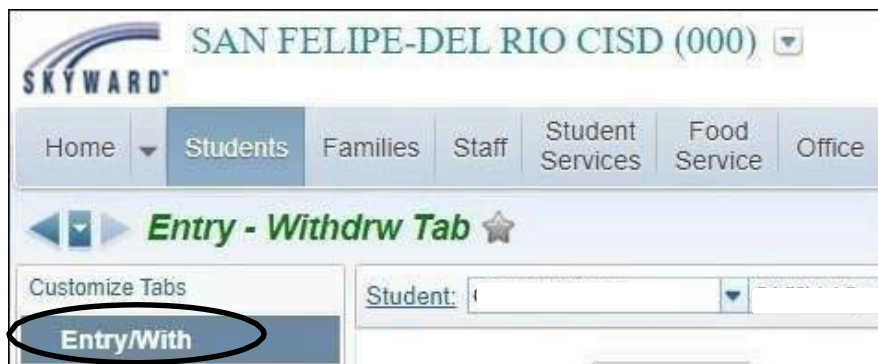 SAN FELIPE-DEL RIO CISD (000)
SKYWARD
Home Students Families Staff Student Services Food Service Office
Entry - Withdrw Tab
Customize Tabs
Student:
Entry/With